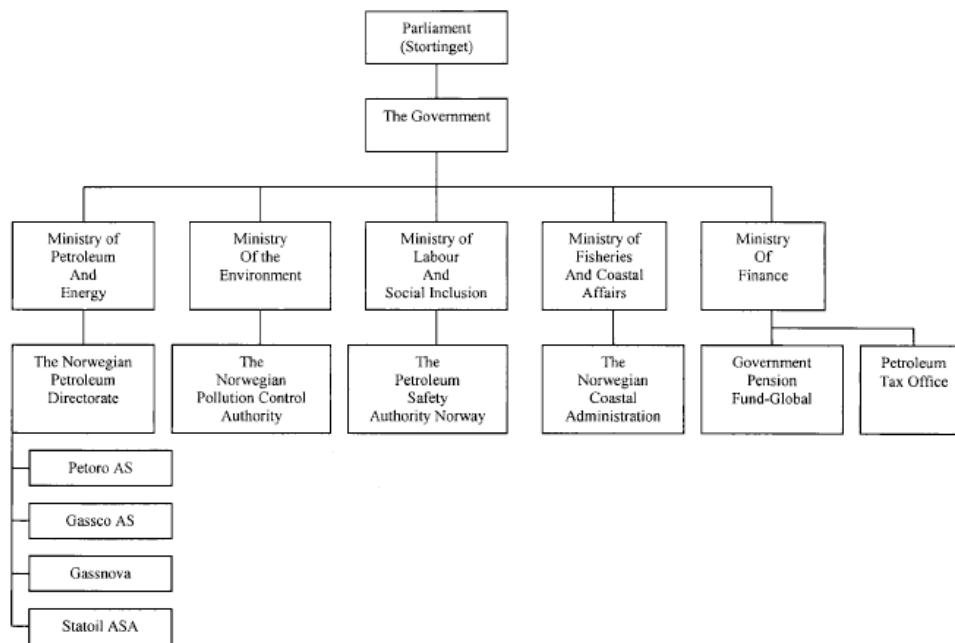 Parliament
(Stortinget)
The Government
Ministry of
Petroleum
And
Energy
Ministry
Of the
Environment
Ministry of
Labour
And
Social Inclusion
Ministry of
Fisheries
And Coastal
Affairs
Ministry
Of
Finance
The Norwegian
Petroleum
Directorate
The
Norwegian
Pollution Control
Authority
The
Petroleum
Safety
Authority Norway
The
Norwegian
Coastal
Administration
Government
Pension
Fund-Global
Petroleum
Tax Office
Petoro AS
Gassco AS
Gassnova
Statoil ASA